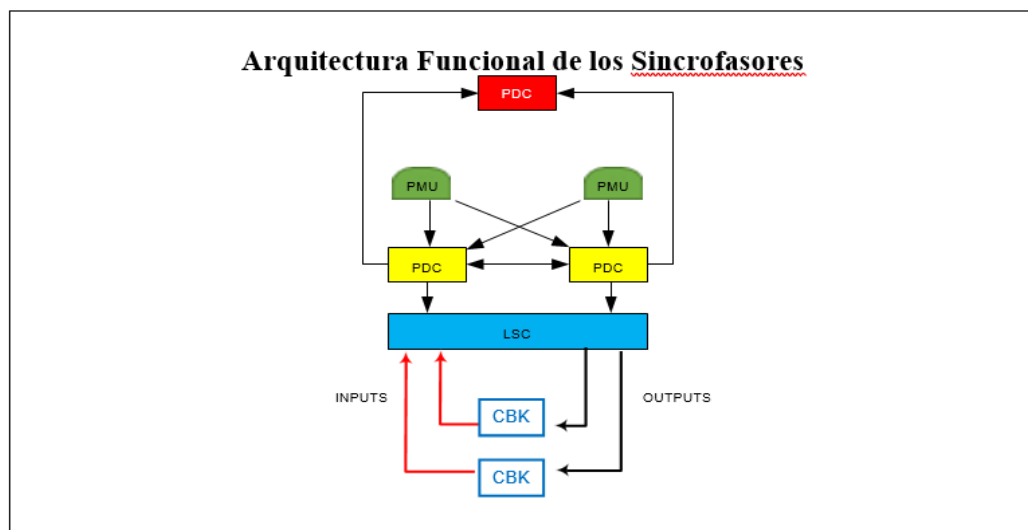 Arquitectura Funcional de los Sincrofasores
PDC
PMU
PMU
PDC
PDC
LSC
INPUTS
OUTPUTS
CBK
CBK